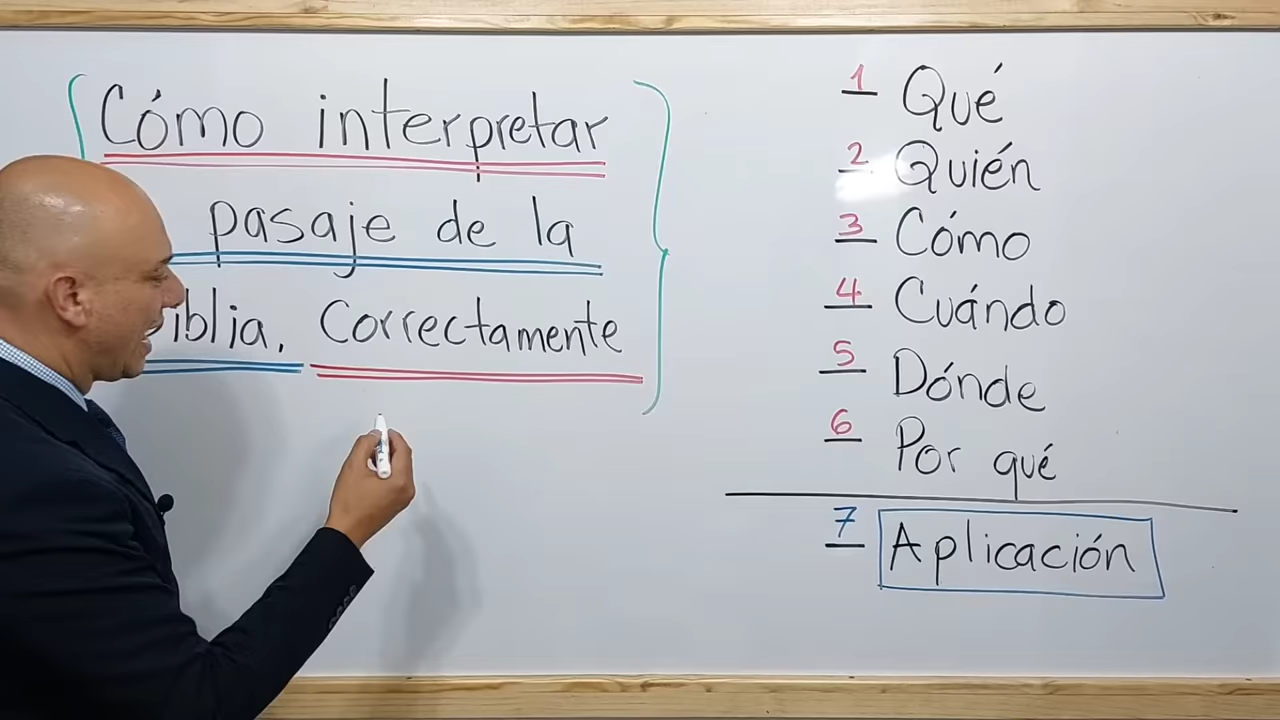 Cómo interpretar
pasaje de la
iblia, Correctamente
1 Qué
2 Quién
3 Cómo
4 Cuándo
5 Dónde
6 Por qué
7 Aplicación